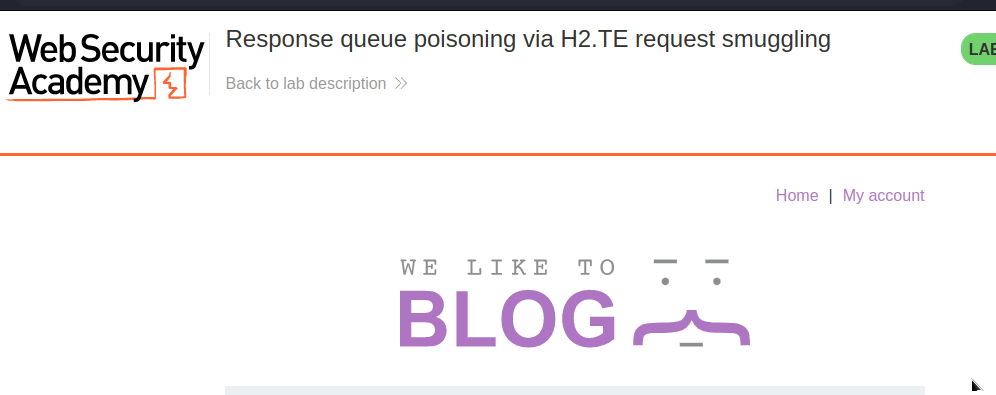 Web Security
Academy
Response queue poisoning via H2.TE request smuggling
Back to lab description
LAB
Home | My account
WE LIKE TO
BLOG